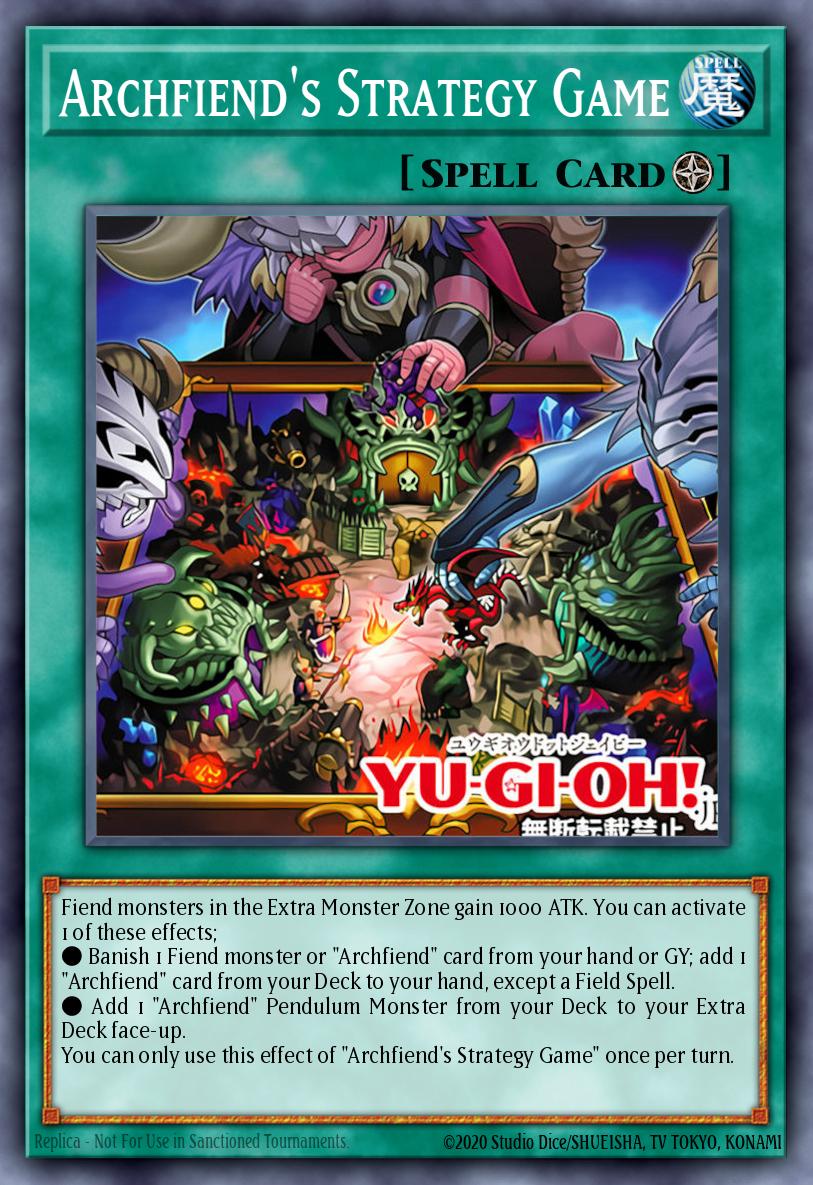 Archfiend's Strategy Game
SPELL
魔
[Spell Card]
ユウギオウドットジェイピー
YU-GI-OH!
無断転載禁止
Fiend monsters in the Extra Monster Zone gain 1000 ATK. You can activate
1 of these effects;
● Banish 1 Fiend monster or "Archfiend" card from your hand or GY; add 1
"Archfiend" card from your Deck to your hand, except a Field Spell.
● Add 1 "Archfiend" Pendulum Monster from your Deck to your Extra
Deck face-up.
You can only use this effect of "Archfiend's Strategy Game" once per turn.
Replica - Not For Use in Sanctioned Tournaments.
©2020 Studio Dice/SHUEISHA, TV TOKYO, KONAMI